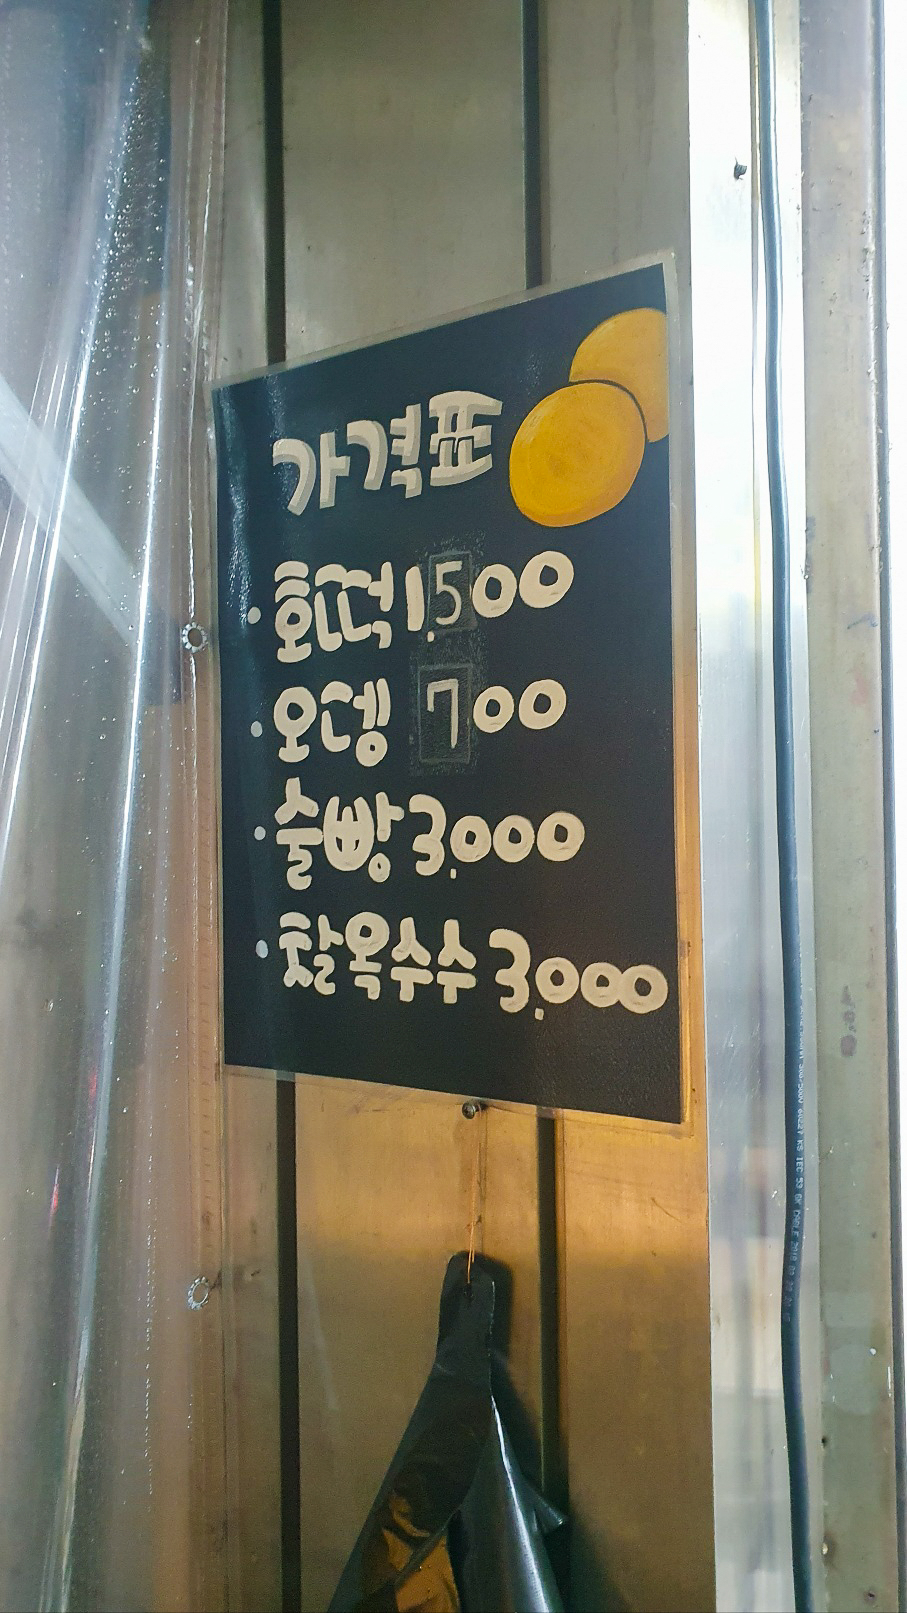 가격표
· 호떡 1,500
· 오뎅 700
· 술빵 3,000
· 찰옥수수 3,000